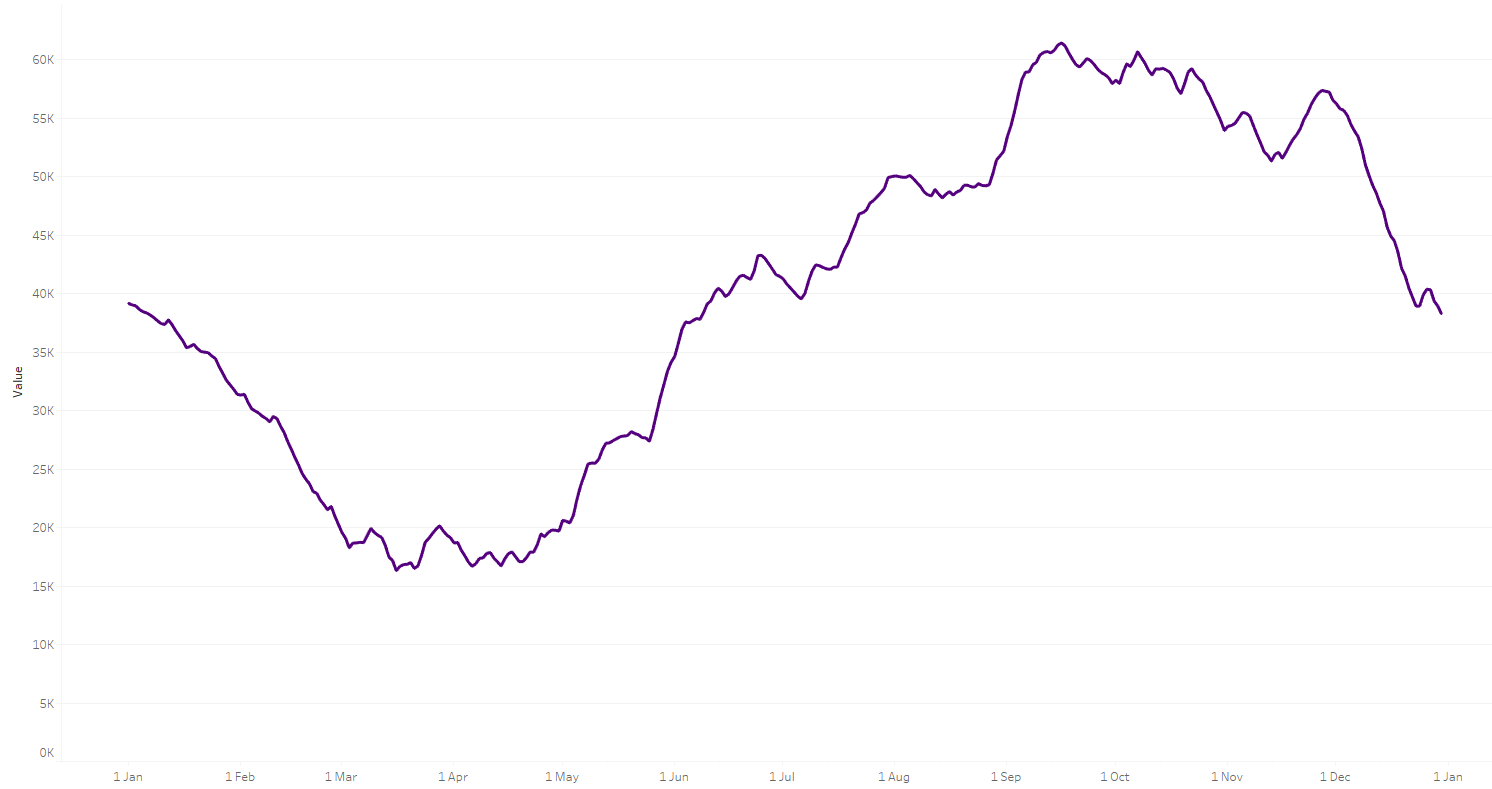 60K
55K
50K
45K
40K
35K
Value
30K
25K
20K
15K
10K
5K
0K
1 Jan
1 Feb
1 Mar
1 Apr
1 May
1 Jun
1 Jul
1 Aug
1 Sep
1 Oct
1 Nov
1 Dec
1 Jan